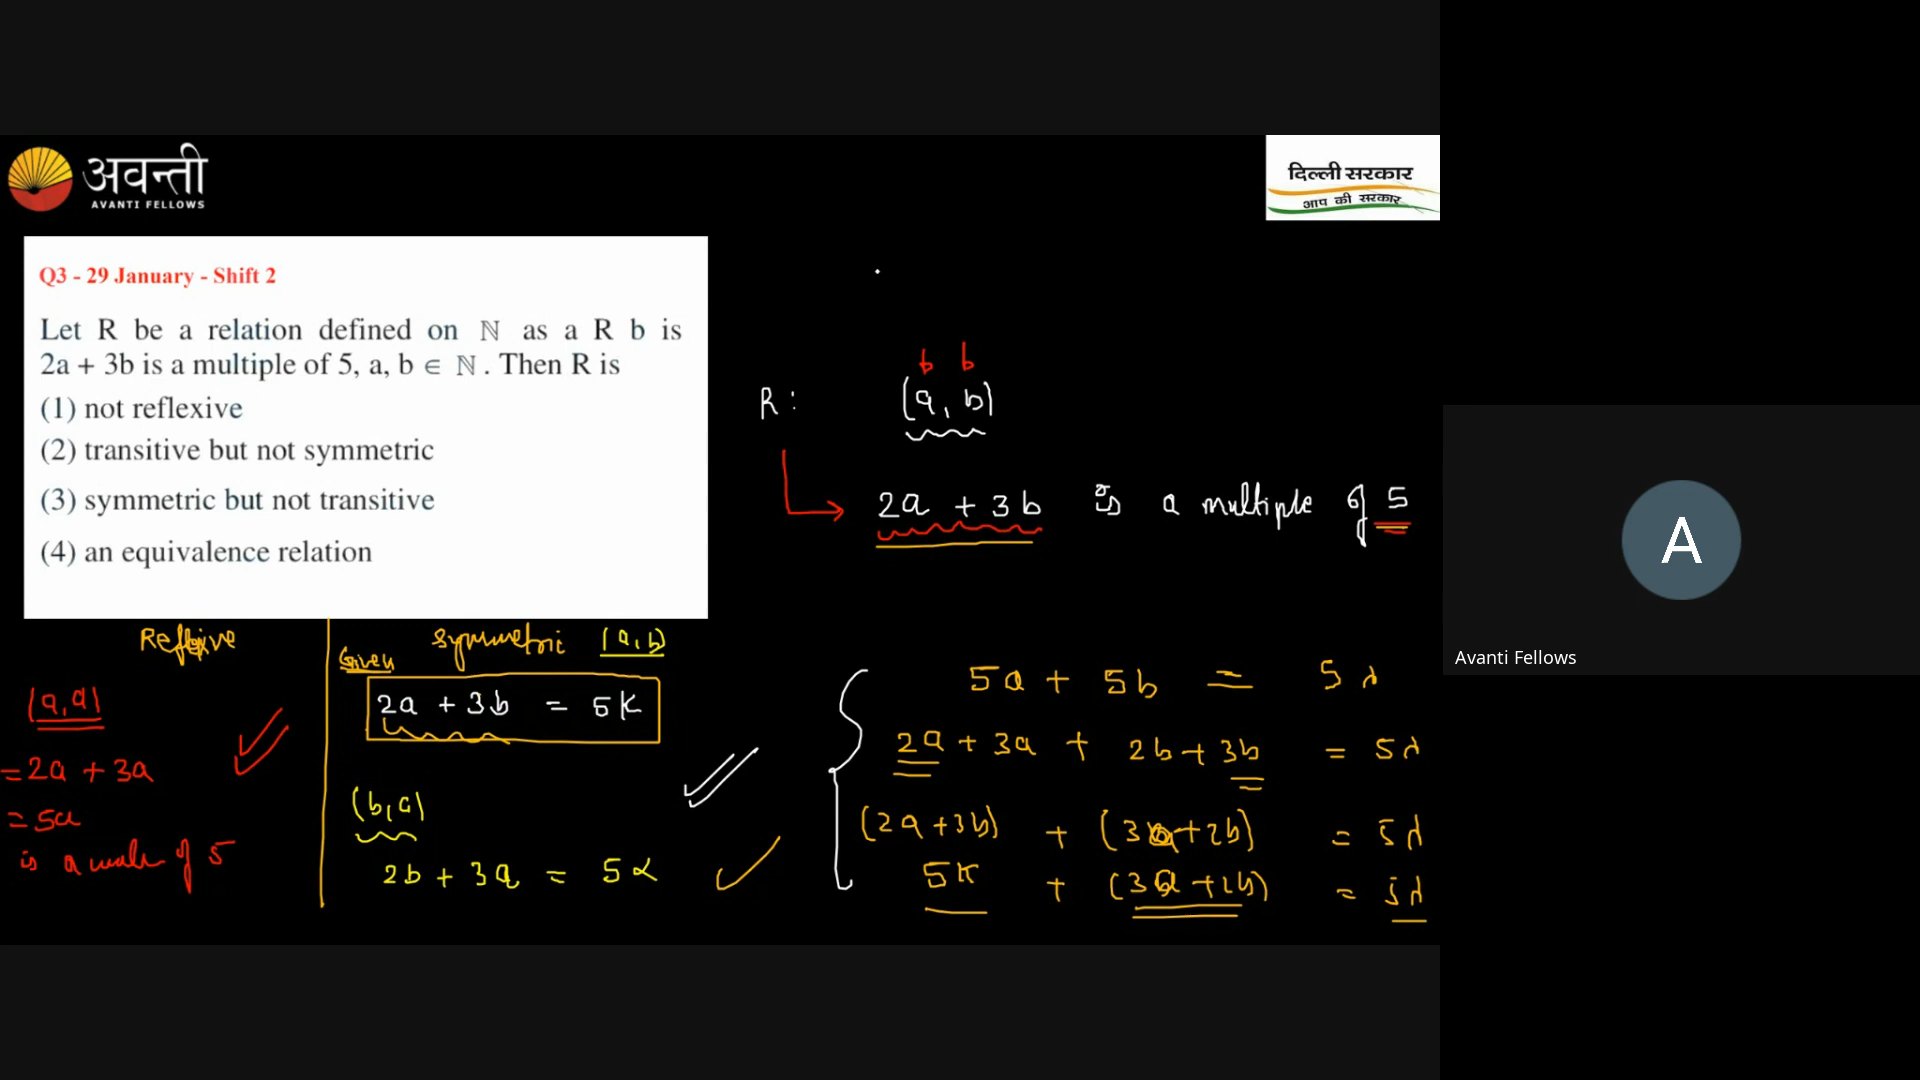 अवन्ती
AVANTI FELLOWS
दिल्ली सरकार
आप की सरकार
Q3 - 29 January - Shift 2
Let R be a relation defined on ℕ as a R b is
2a + 3b is a multiple of 5, a, b ∈ ℕ. Then R is
(1) not reflexive
(2) transitive but not symmetric
(3) symmetric but not transitive
(4) an equivalence relation
b b
R: (a, b)
2a + 3b is a multiple of 5
Reflexive
(a,a)
=2a + 3a
= 5a
is a of 5
Symmetric (a,b)
Given
2a + 3b = 5K
(b,a)
2b + 3a = 5α
5a + 5b = 5λ
2a + 3a + 2b + 3b = 5λ
(2a+3b) + (3a+2b) = 5λ
5K + (3a+2b) = 5λ
A
Avanti Fellows